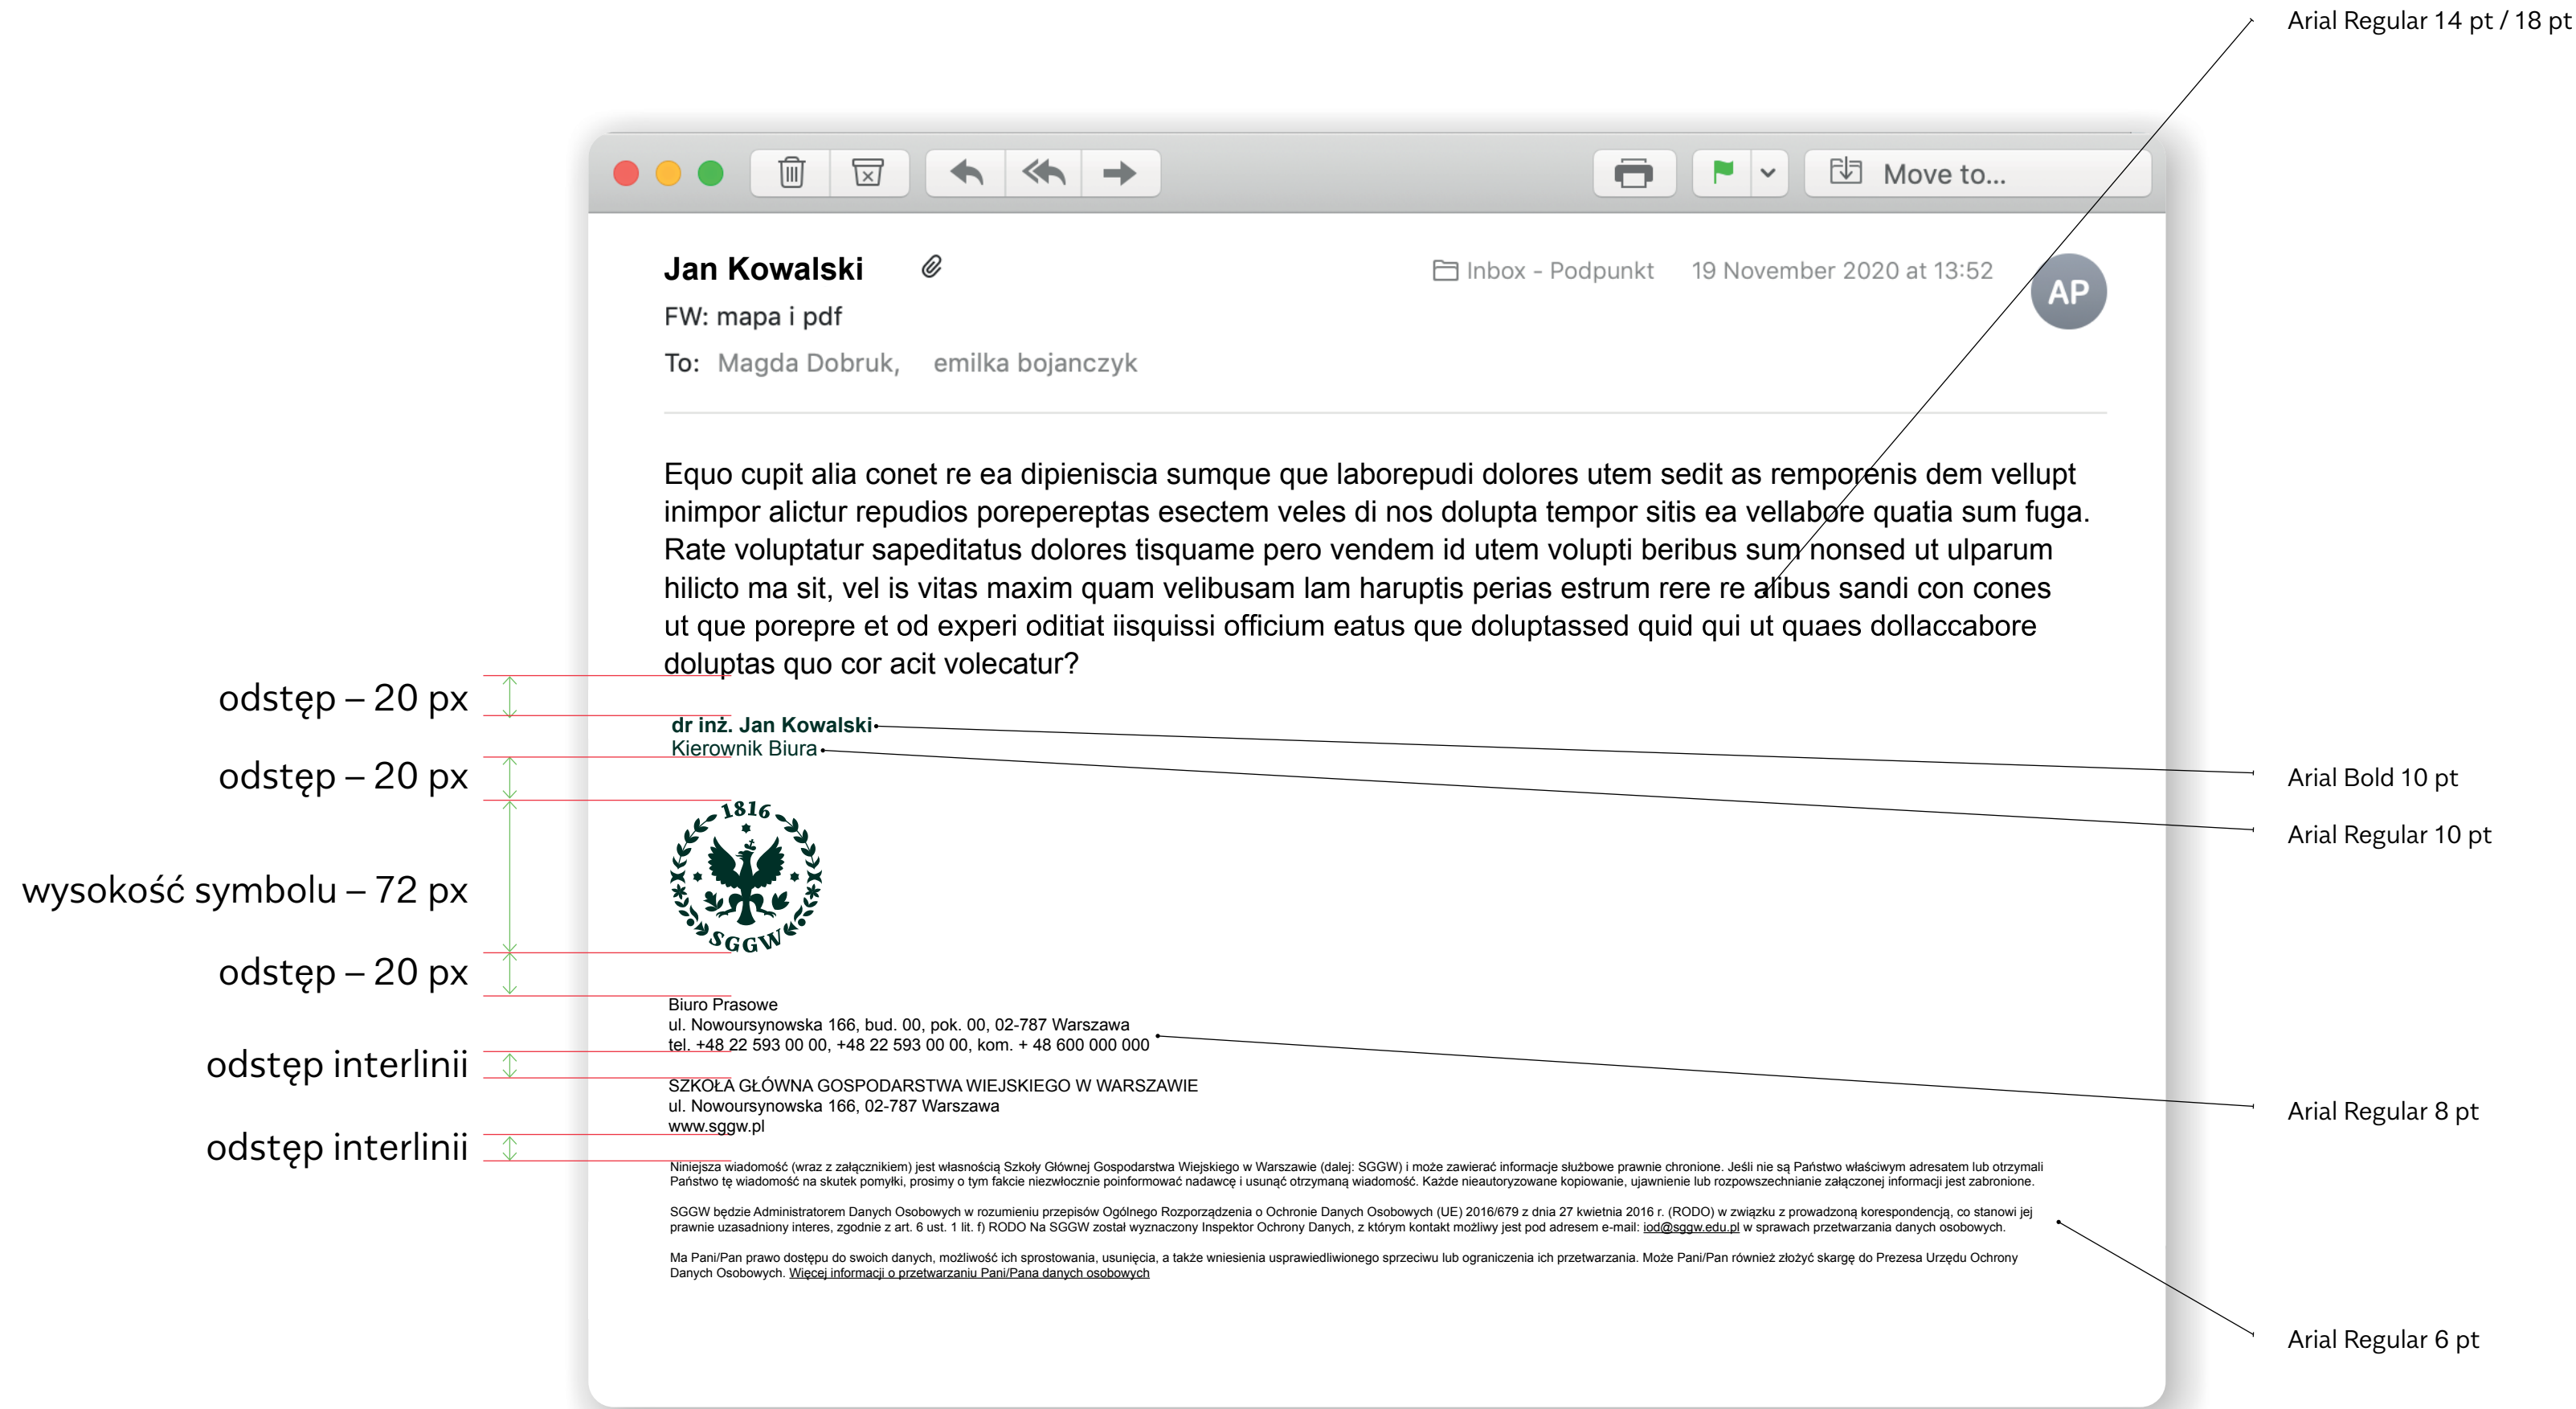 Arial Regular 14 pt / 18 pt
Move to...
Jan Kowalski
Inbox - Podpunkt 19 November 2020 at 13:52
AP
FW: mapa i pdf
To: Magda Dobruk, emilka bojanczyk
Equo cupit alia conet re ea dipieniscia sumque que laborepudi dolores utem sedit as remporenis dem vellupt
inimpor alictur repudios porepereptas esectem veles di nos dolupta tempor sitis ea vellabore quatia sum fuga.
Rate voluptatur sapeditatus dolores tisquame pero vendem id utem volupti beribus sum nonsed ut ulparum
hilicto ma sit, vel is vitas maxim quam velibusam lam haruptis perias estrum rere re alibus sandi con cones
ut que porepre et od experi oditiat iisquissi officium eatus que doluptassed quid qui ut quaes dollaccabore
doluptas quo cor acit volecatur?
odstęp – 20 px
dr inż. Jan Kowalski
Kierownik Biura
odstęp – 20 px
Arial Bold 10 pt
Arial Regular 10 pt
1816
SGGW
wysokość symbolu – 72 px
odstęp – 20 px
Biuro Prasowe
ul. Nowoursynowska 166, bud. 00, pok. 00, 02-787 Warszawa
tel. +48 22 593 00 00, +48 22 593 00 00, kom. + 48 600 000 000
odstęp interlinii
SZKOŁA GŁÓWNA GOSPODARSTWA WIEJSKIEGO W WARSZAWIE
ul. Nowoursynowska 166, 02-787 Warszawa
www.sggw.pl
Arial Regular 8 pt
odstęp interlinii
Niniejsza wiadomość (wraz z załącznikiem) jest własnością Szkoły Głównej Gospodarstwa Wiejskiego w Warszawie (dalej: SGGW) i może zawierać informacje służbowe prawnie chronione. Jeśli nie są Państwo właściwym adresatem lub otrzymali
Państwo tę wiadomość na skutek pomyłki, prosimy o tym fakcie niezwłocznie poinformować nadawcę i usunąć otrzymaną wiadomość. Każde nieautoryzowane kopiowanie, ujawnienie lub rozpowszechnianie załączonej informacji jest zabronione.
SGGW będzie Administratorem Danych Osobowych w rozumieniu przepisów Ogólnego Rozporządzenia o Ochronie Danych Osobowych (UE) 2016/679 z dnia 27 kwietnia 2016 r. (RODO) w związku z prowadzoną korespondencją, co stanowi jej
prawnie uzasadniony interes, zgodnie z art. 6 ust. 1 lit. f) RODO Na SGGW został wyznaczony Inspektor Ochrony Danych, z którym kontakt możliwy jest pod adresem e-mail: iod@sggw.edu.pl w sprawach przetwarzania danych osobowych.
Ma Pani/Pan prawo dostępu do swoich danych, możliwość ich sprostowania, usunięcia, a także wniesienia usprawiedliwionego sprzeciwu lub ograniczenia ich przetwarzania. Może Pani/Pan również złożyć skargę do Prezesa Urzędu Ochrony
Danych Osobowych. Więcej informacji o przetwarzaniu Pani/Pana danych osobowych
Arial Regular 6 pt